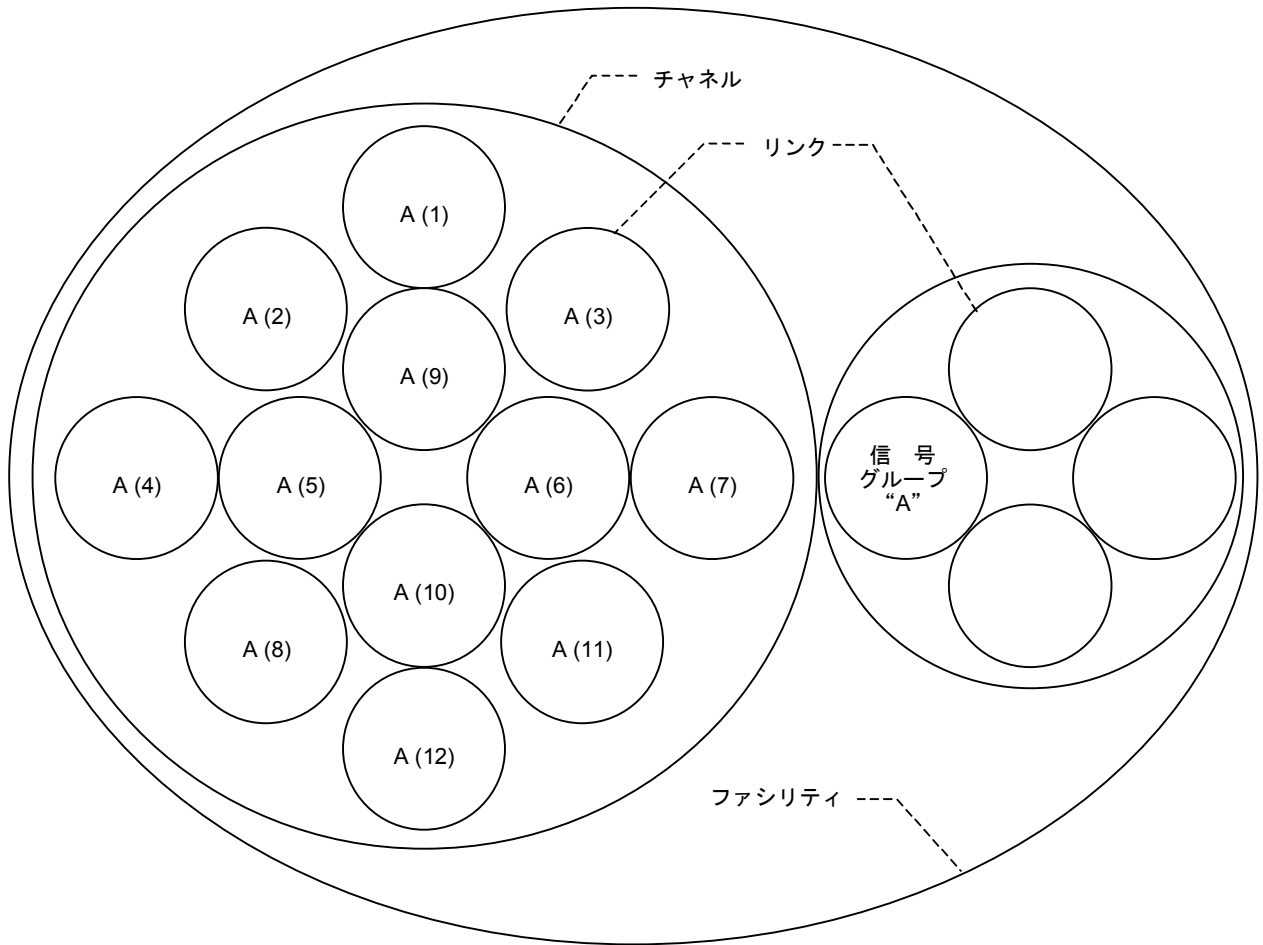 チャネル
リンク
A (1)
A (2)
A (3)
A (9)
A (4)
A (5)
A (6)
A (7)
信 号
グループ
“A”
A (10)
A (8)
A (11)
A (12)
ファシリティ